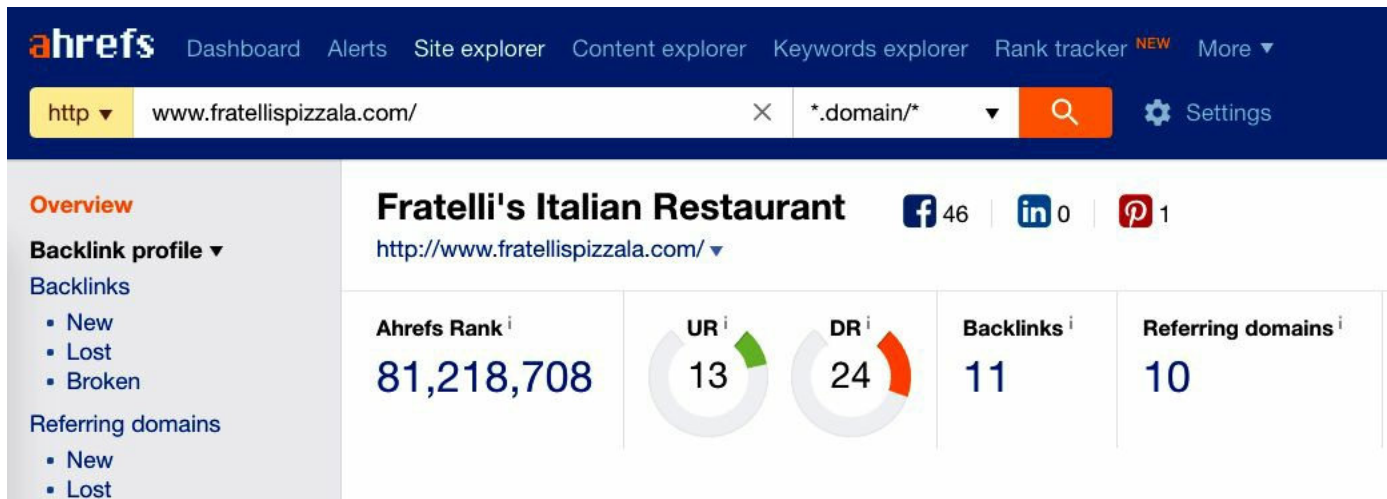 ahrefs Dashboard Alerts Site explorer Content explorer Keywords explorer Rank tracker NEW More ▼
http ▼ www.fratellispizzala.com/ × *.domain/* ▼ Settings
Overview
Backlink profile ▼
Backlinks
• New
• Lost
• Broken
Referring domains
• New
• Lost
Fratelli's Italian Restaurant f 46 in 0 1
http://www.fratellispizzala.com/ ▼
Ahrefs Rank i UR i DR i Backlinks i Referring domains i
81,218,708 13 24 11 10